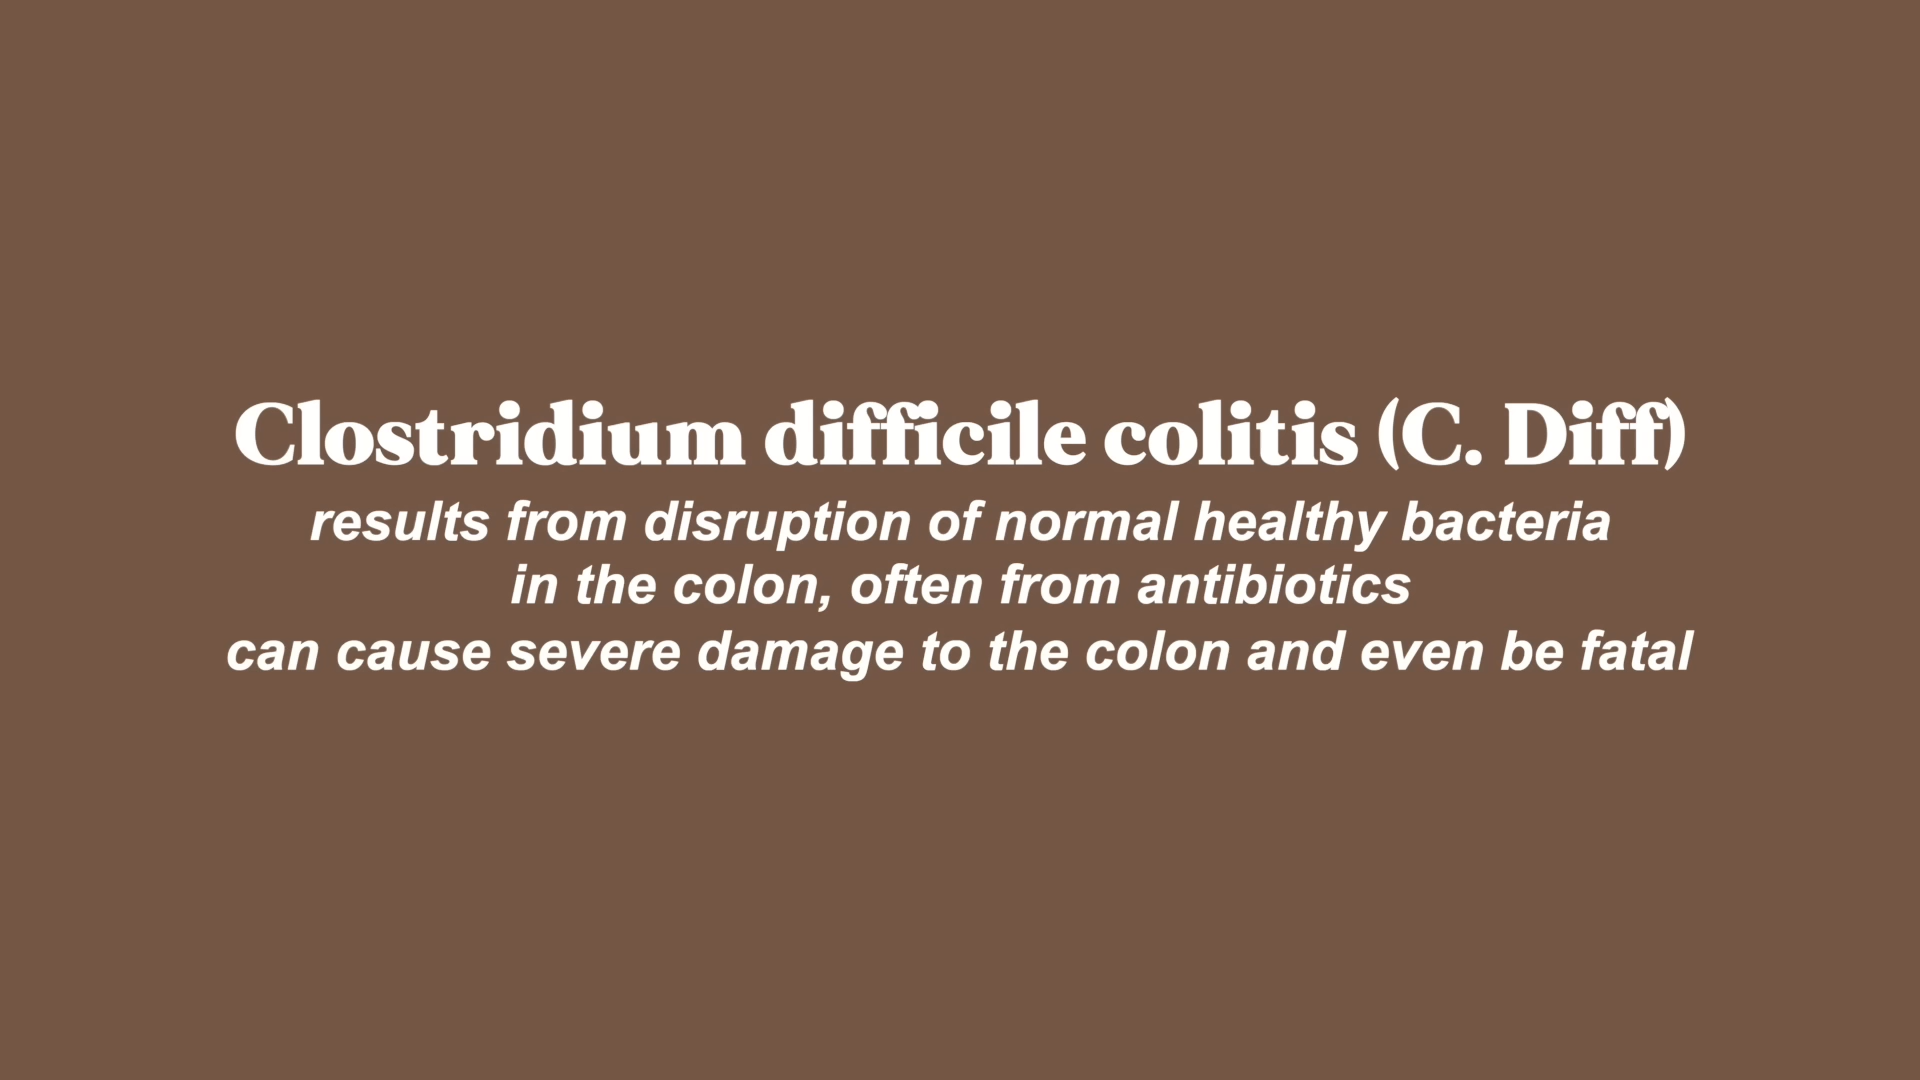 Clostridium difficile colitis (C. Diff)
results from disruption of normal healthy bacteria
in the colon, often from antibiotics
can cause severe damage to the colon and even be fatal